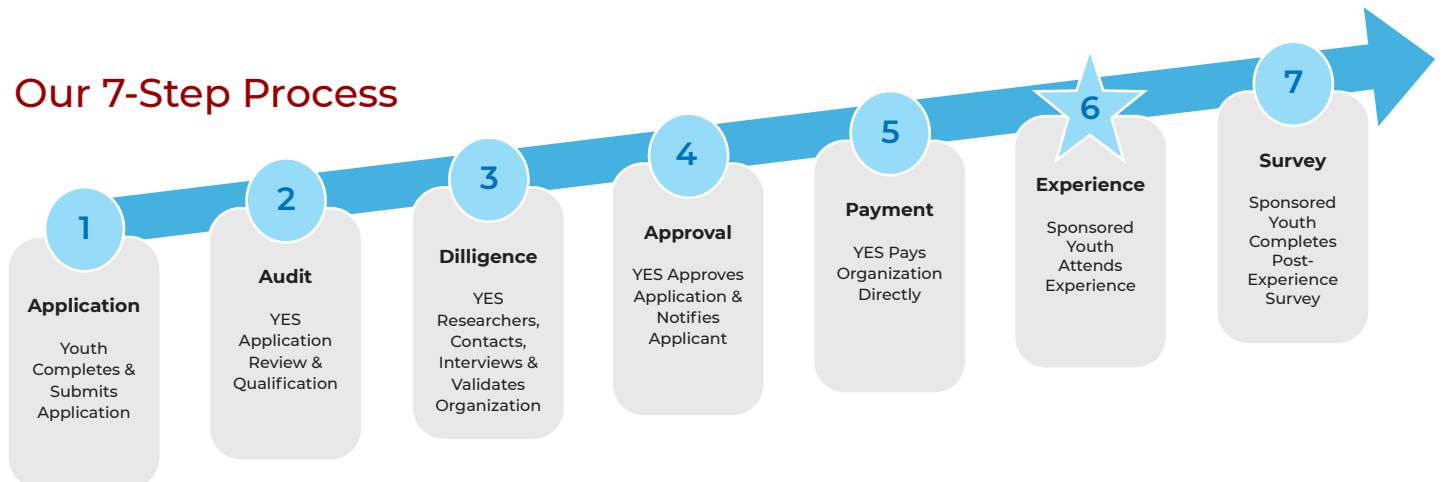 Our 7-Step Process
1
Application
Youth
Completes &
Submits
Application
2
Audit
YES
Application
Review &
Qualification
3
Dilligence
YES
Researchers,
Contacts,
Interviews &
Validates
Organization
4
Approval
YES Approves
Application &
Notifies
Applicant
5
Payment
YES Pays
Organization
Directly
6
Experience
Sponsored
Youth
Attends
Experience
7
Survey
Sponsored
Youth
Completes
Post-
Experience
Survey